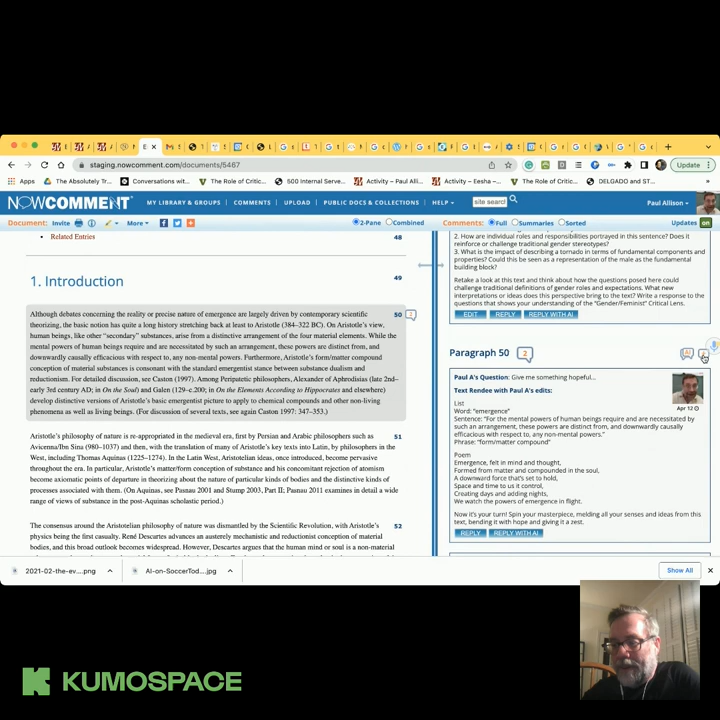 staging.nowcomment.com/documents/5467
Update
Apps
The Absolutely Tr...
Conversations wit...
The Role of Critic...
500 Internal Serve...
Activity – Paul Alli...
Activity – Eesha –...
The Role of Critic...
DELGADO and ST...
NOWCOMMENT
MY LIBRARY & GROUPS
COMMENTS
UPLOAD
PUBLIC DOCS & COLLECTIONS
HELP
site search
Paul Allison
Document:
Invite
More
2-Pane
Combined
Comments:
Full
Summaries
Sorted
Updates
on
Related Entries
48
1. Introduction
49
Although debates concerning the reality or precise nature of emergence are largely driven by contemporary scientific
50
theorizing, the basic notion has quite a long history stretching back at least to Aristotle (384–322 BC). On Aristotle's view,
human beings, like other "secondary" substances, arise from a distinctive arrangement of the four material elements. While the
mental powers of human beings require and are necessitated by such an arrangement, these powers are distinct from, and
downwardly causally efficacious with respect to, any non-mental powers. Furthermore, Aristotle's form/matter compound
conception of material substances is consonant with the standard emergentist stance between substance dualism and
reductionism. For detailed discussion, see Caston (1997). Among Peripatetic philosophers, Alexander of Aphrodisias (late 2nd–
early 3rd century AD; in On the Soul) and Galen (129–c.200; in On the Elements According to Hippocrates and elsewhere)
develop distinctive versions of Aristotle's basic emergentist picture to apply to chemical compounds and other non-living
phenomena as well as living beings. (For discussion of several texts, see again Caston 1997: 347–353.)
Aristotle's philosophy of nature is re-appropriated in the medieval era, first by Persian and Arabic philosophers such as
51
Avicenna/Ibn Sina (980–1037) and then, with the translation of Aristotle's key texts into Latin, by philosophers in the
West, including Thomas Aquinas (1225–1274). In the Latin West, Aristotelian ideas, once introduced, become pervasive
throughout the era. In particular, Aristotle's matter/form conception of substance and his concomitant rejection of atomism
become axiomatic points of departure in theorizing about the nature of particular kinds of bodies and the distinctive kinds of
processes associated with them. (On Aquinas, see Pasnau 2001 and Stump 2003, Part II; Pasnau 2011 examines in detail a wide
range of views of substance in the post-Aquinas scholastic period.)
The consensus around the Aristotelian philosophy of nature was dismantled by the Scientific Revolution, with Aristotle's
52
physics being the first casualty. René Descartes advances an austerely mechanistic and reductionist conception of material
bodies, and this broad outlook becomes widespread. However, Descartes argues that the human mind or soul is a non-material
2. How are individual roles and responsibilities portrayed in this sentence? Does it
reinforce or challenge traditional gender stereotypes?
3. What is the impact of describing a tornado in terms of fundamental components and
properties? Could this be seen as a representation of the male as the fundamental
building block?
Retake a look at this text and think about how the questions posed here could
challenge traditional definitions of gender roles and expectations. What new
interpretations or ideas does this perspective bring to the text? Write a response to the
questions that shows your understanding of the "Gender/Feminist" Critical Lens.
EDIT
REPLY
REPLY WITH AI
Paragraph 50
2
AI
Paul A's Question: Give me something hopeful...
Text Rendee with Paul A's edits:
Apr 12
List
Word: "emergence"
Sentence: "For the mental powers of human beings require and are necessitated by
such an arrangement, these powers are distinct from, and downwardly causally
efficacious with respect to, any non-mental powers."
Phrase: "form/matter compound"
Poem
Emergence, felt in mind and thought,
Formed from matter and compounded in the soul,
A downward force that's set to hold,
Space and time to us it control,
Creating days and adding nights,
We watch the powers of emergence in flight.
Now it's your turn! Spin your masterpiece, melding all your senses and ideas from this
text, bending it with hope and giving it a zest.
REPLY
REPLY WITH AI
2021-02-the-ev....png
AI-on-SoccerTod....jpg
Show All
KUMOSPACE